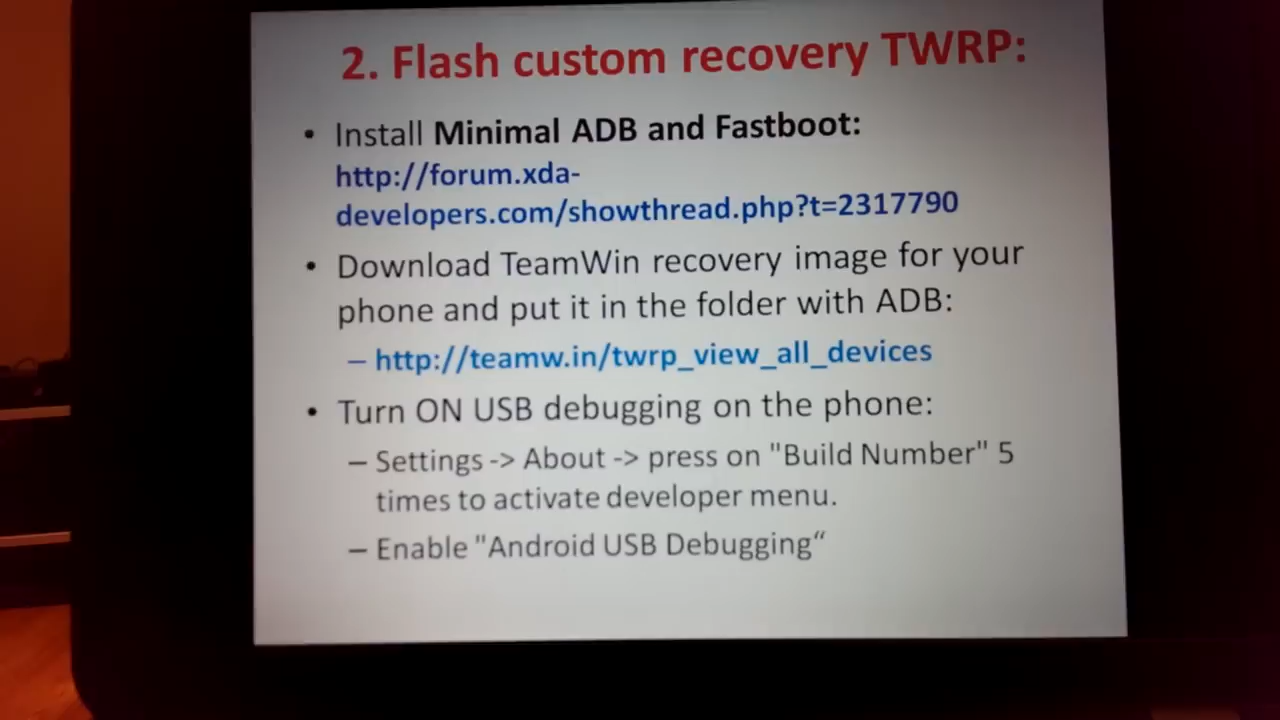 2. Flash custom recovery TWRP:
• Install Minimal ADB and Fastboot:
http://forum.xda-
developers.com/showthread.php?t=2317790
• Download TeamWin recovery image for your
phone and put it in the folder with ADB:
– http://teamw.in/twrp_view_all_devices
• Turn ON USB debugging on the phone:
– Settings -> About -> press on "Build Number" 5
times to activate developer menu.
– Enable "Android USB Debugging“